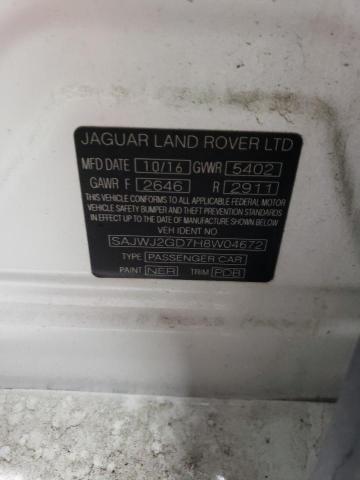 JAGUAR LAND ROVER LTD
MFD DATE 10/16 GVWR 5402
GAWR F 2646 R 2911
THIS VEHICLE CONFORMS TO ALL APPLICABLE FEDERAL MOTOR
VEHICLE SAFETY BUMPER AND THEFT PREVENTION STANDARDS
IN EFFECT UP TO THE DATE OF MANUFACTURE SHOWN ABOVE
VEH IDENT NO
SAJWJ2GD7H8W04672
TYPE PASSENGER CAR
PAINT NER TRIM PDB